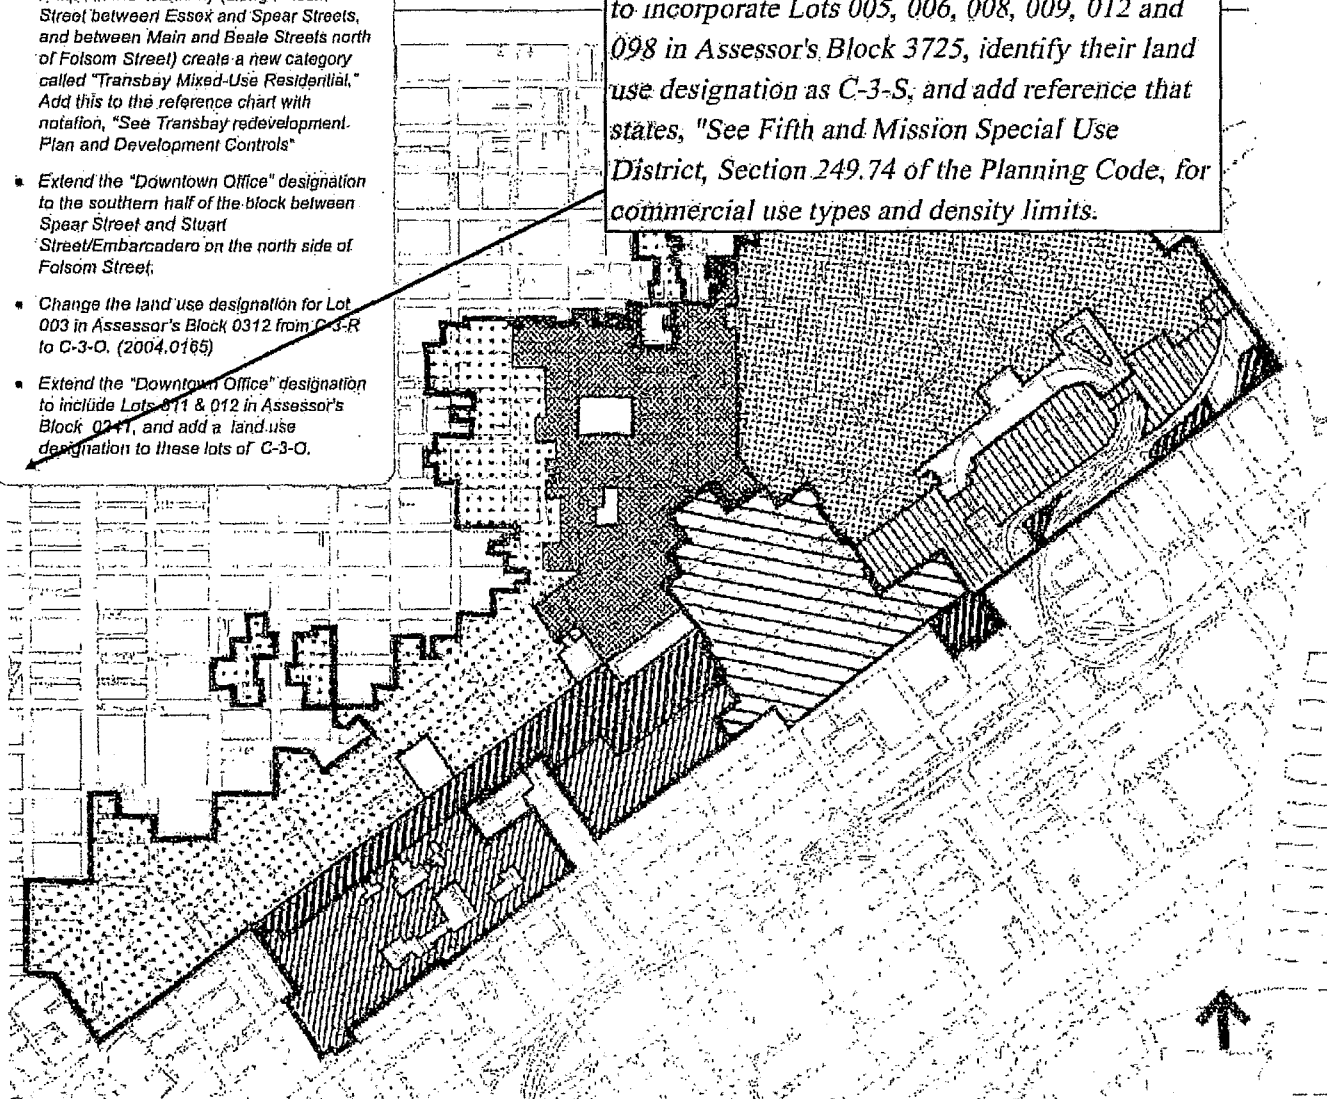 Street between Essex and Spear Streets,
and between Main and Beale Streets north
of Folsom Street) create a new category
called "Transbay Mixed-Use Residential,"
Add this to the reference chart with
notation, "See Transbay redevelopment
Plan and Development Controls"
▪ Extend the "Downtown Office" designation
to the southern half of the block between
Spear Street and Stuart
Street/Embarcadero on the north side of
Folsom Street;
▪ Change the land use designation for Lot
003 in Assessor's Block 0312 from C-3-R
to C-3-O. (2004.0165)
▪ Extend the "Downtown Office" designation
to include Lots 011 & 012 in Assessor's
Block 0241, and add a land use
designation to these lots of C-3-O.
to incorporate Lots 005, 006, 008, 009, 012 and
098 in Assessor's Block 3725, identify their land
use designation as C-3-S, and add reference that
states, "See Fifth and Mission Special Use
District, Section 249.74 of the Planning Code, for
commercial use types and density limits.